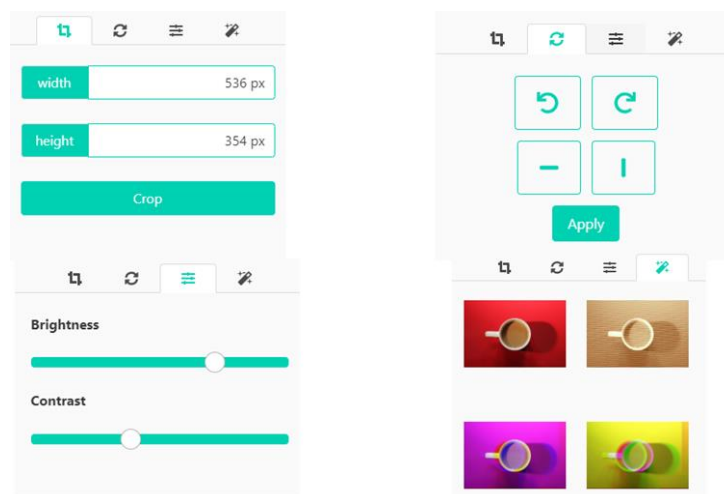 width 536 px
height 354 px
Crop
Apply
Brightness
Contrast